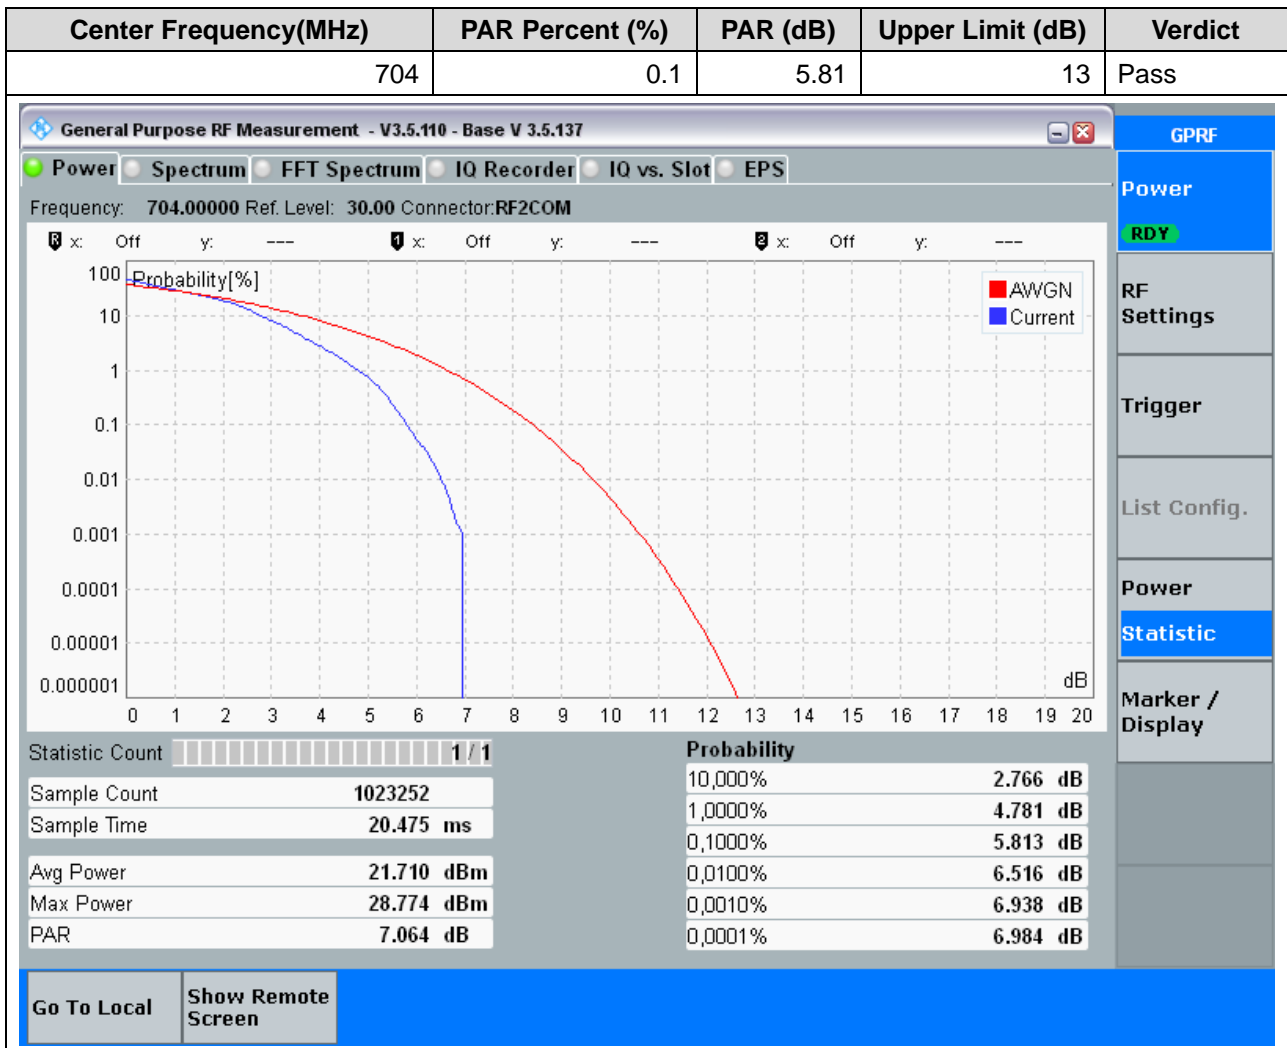 Center Frequency(MHz) PAR Percent (%) PAR (dB) Upper Limit (dB) Verdict
704 0.1 5.81 13 Pass
General Purpose RF Measurement - V3.5.110 - Base V 3.5.137
GPRF
Power Spectrum FFT Spectrum IQ Recorder IQ vs. Slot EPS
Power
RDY
Frequency: 704.00000 Ref. Level: 30.00 Connector:RF2COM
R x: Off y: --- 1 x: Off y: --- 2 x: Off y: ---
Probability[%]
AWGN
Current
100
10
1
0.1
0.01
0.001
0.0001
0.00001
0.000001
dB
0 1 2 3 4 5 6 7 8 9 10 11 12 13 14 15 16 17 18 19 20
RF
Settings
Trigger
List Config.
Power
Statistic
Marker /
Display
Statistic Count 1 / 1
Sample Count 1023252
Sample Time 20.475 ms
Avg Power 21.710 dBm
Max Power 28.774 dBm
PAR 7.064 dB
Probability
10,000% 2.766 dB
1,0000% 4.781 dB
0,1000% 5.813 dB
0,0100% 6.516 dB
0,0010% 6.938 dB
0,0001% 6.984 dB
Go To Local
Show Remote
Screen